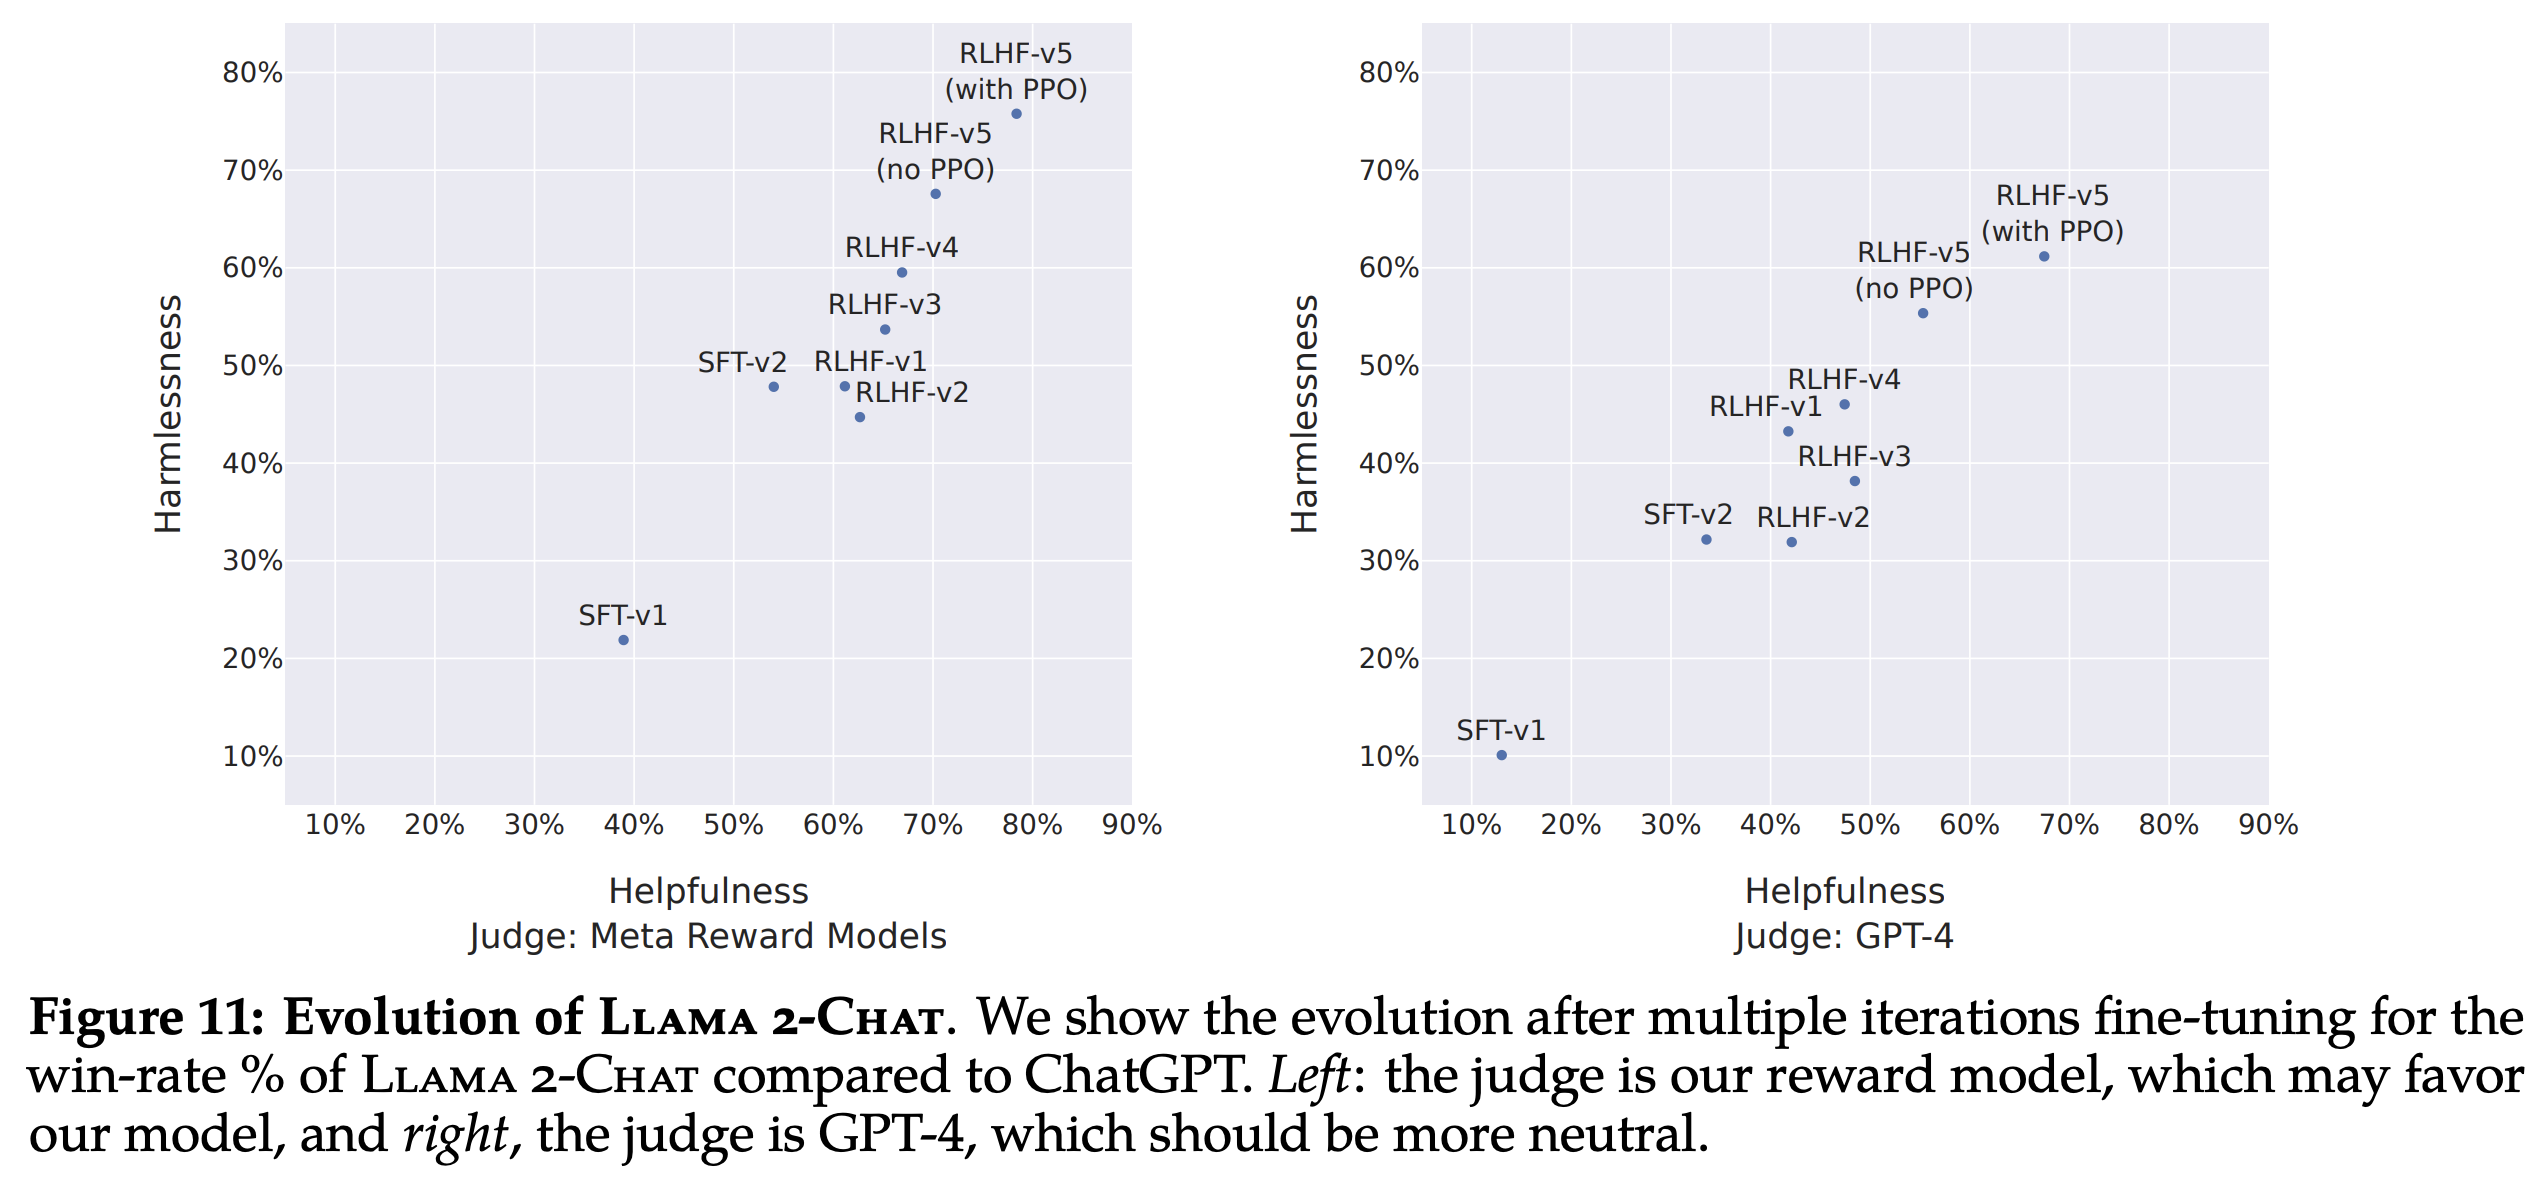 Harmlessness
80%
70%
60%
50%
40%
30%
20%
10%
RLHF-v5
(with PPO)
RLHF-v5
(no PPO)
RLHF-v4
RLHF-v3
SFT-v2
RLHF-v1
RLHF-v2
SFT-v1
10% 20% 30% 40% 50% 60% 70% 80% 90%
Helpfulness
Judge: Meta Reward Models
Harmlessness
80%
70%
60%
50%
40%
30%
20%
10%
RLHF-v5
(with PPO)
RLHF-v5
(no PPO)
RLHF-v4
RLHF-v1
RLHF-v3
SFT-v2
RLHF-v2
SFT-v1
10% 20% 30% 40% 50% 60% 70% 80% 90%
Helpfulness
Judge: GPT-4
Figure 11: Evolution of LLAMA 2-CHAT. We show the evolution after multiple iterations fine-tuning for the
win-rate % of LLAMA 2-CHAT compared to ChatGPT. Left: the judge is our reward model, which may favor
our model, and right, the judge is GPT-4, which should be more neutral.